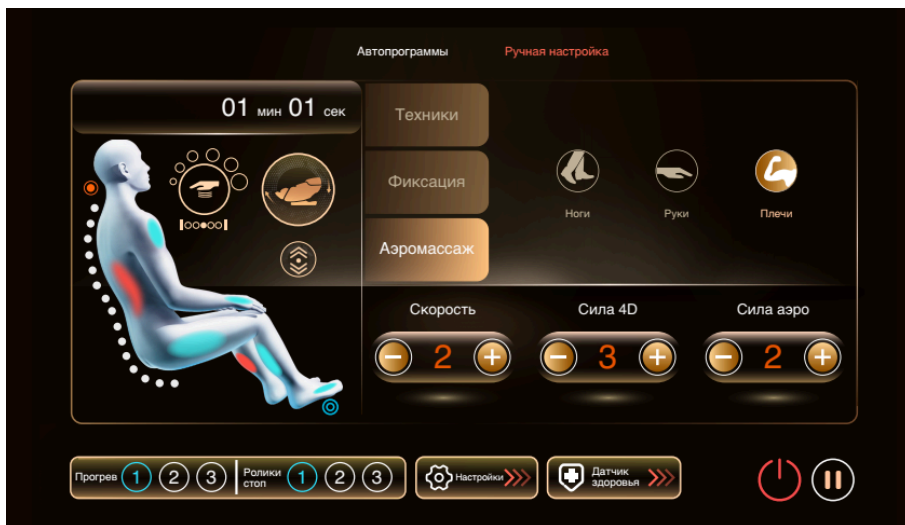 Автопрограммы
Ручная настройка
01 мин 01 сек
Техники
Фиксация
Аэромассаж
Ноги
Руки
Плечи
Скорость
Сила 4D
Сила аэро
2
3
2
Прогрев 1 2 3
Ролики
стоп
1 2 3
Настройки
Датчик
здоровья